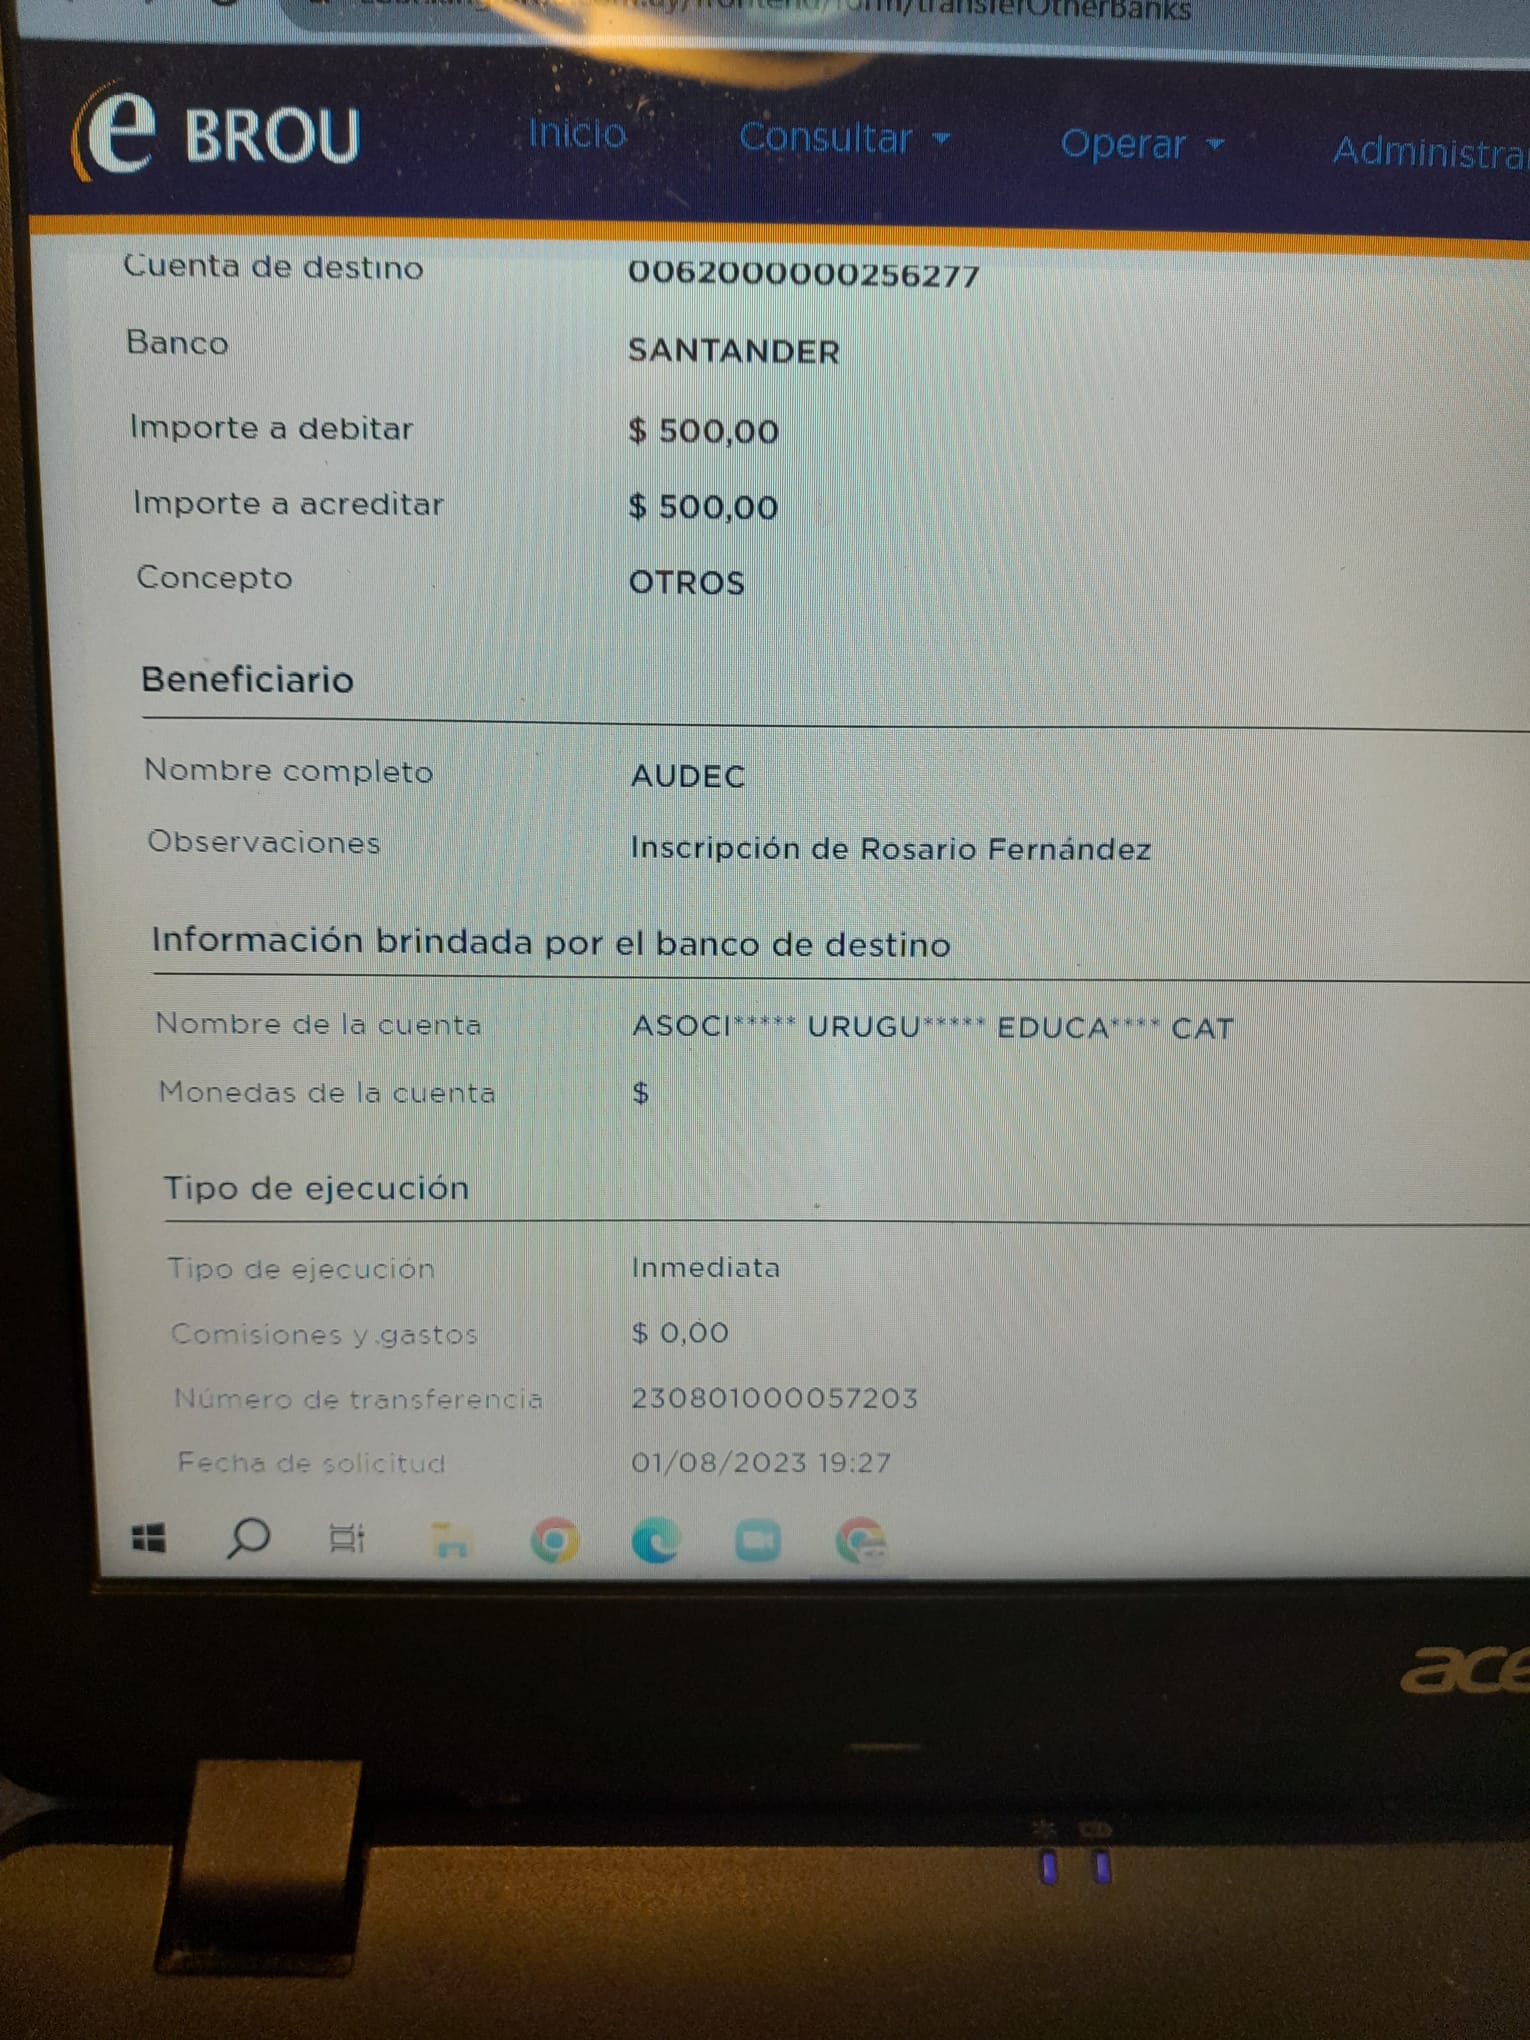 transferOtherBanks
e BROU Inicio Consultar Operar Administrar
Cuenta de destino 0062000000256277
Banco SANTANDER
Importe a debitar $ 500,00
Importe a acreditar $ 500,00
Concepto OTROS
Beneficiario
Nombre completo AUDEC
Observaciones Inscripción de Rosario Fernández
Información brindada por el banco de destino
Nombre de la cuenta ASOCI***** URUGU***** EDUCA**** CAT
Monedas de la cuenta $
Tipo de ejecución
Tipo de ejecución Inmediata
Comisiones y gastos $ 0,00
Número de transferencia 230801000057203
Fecha de solicitud 01/08/2023 19:27
ace